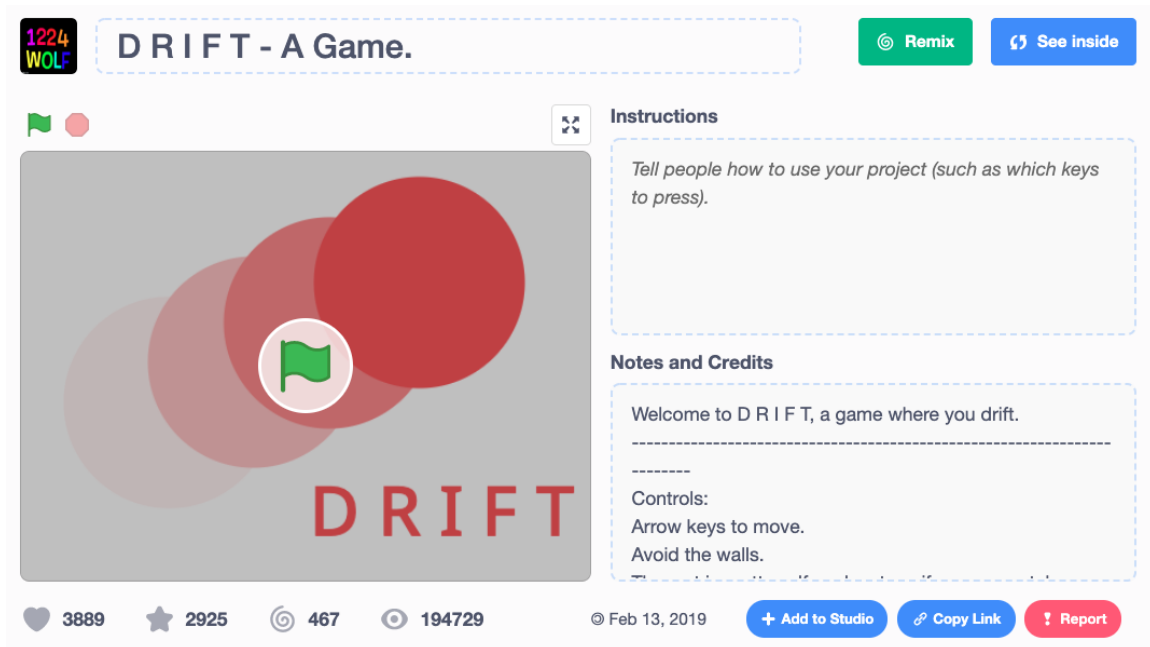 1224
WOLF
D R I F T - A Game.
Remix
See inside
Instructions
Tell people how to use your project (such as which keys
to press).
D R I F T
Notes and Credits
Welcome to D R I F T, a game where you drift.
-----------------------------------------------------------------
--------
Controls:
Arrow keys to move.
Avoid the walls.
3889
2925
467
194729
© Feb 13, 2019
Add to Studio
Copy Link
Report